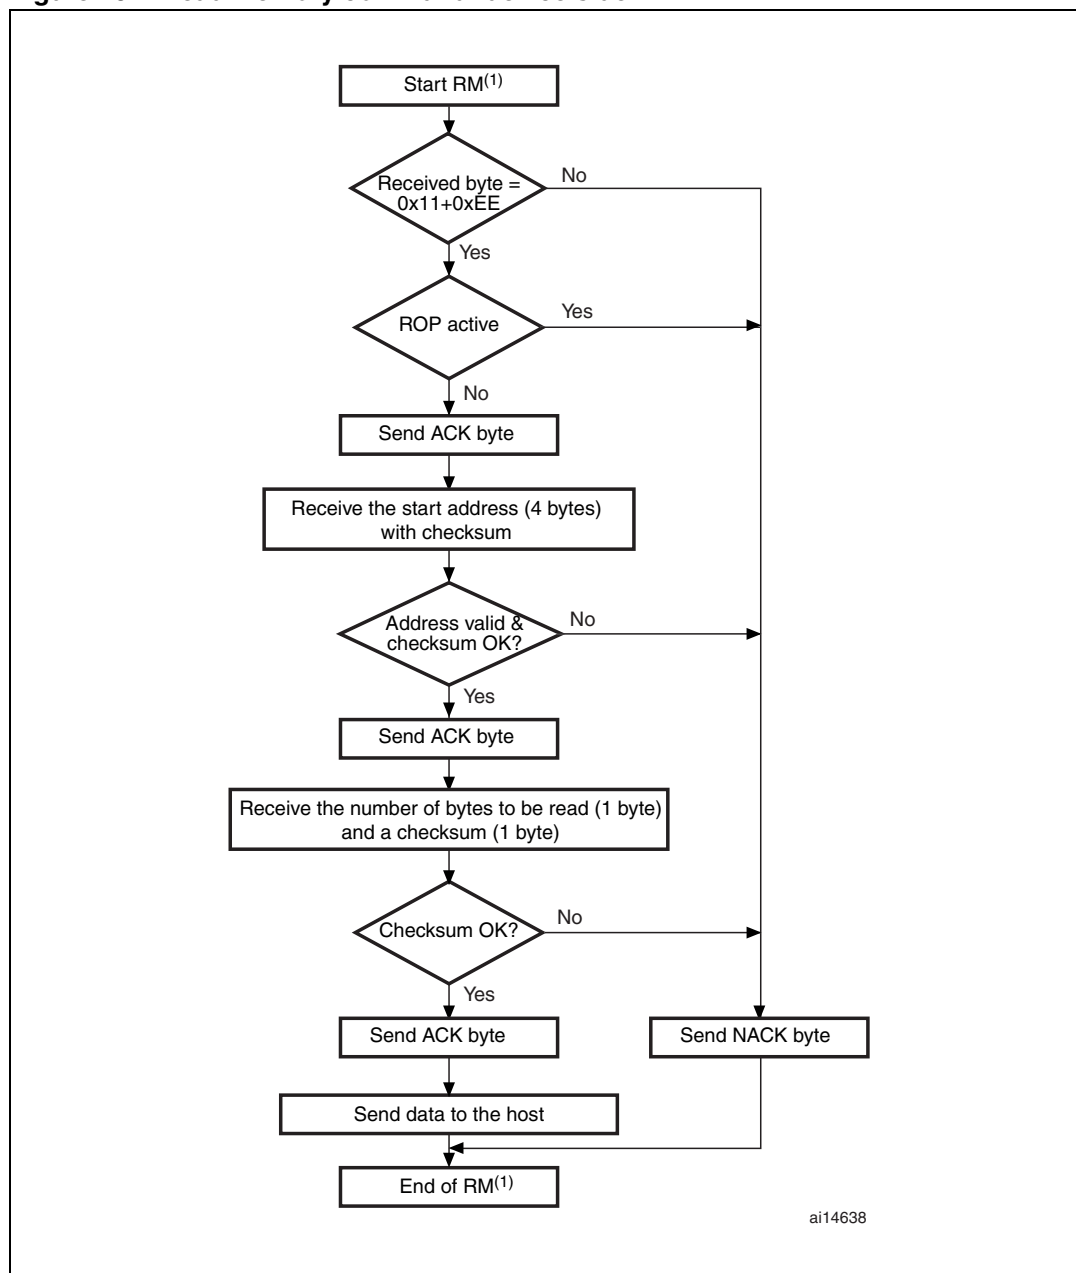 Start RM(1)
Received byte =
0x11+0xEE
No
Yes
ROP active
Yes
No
Send ACK byte
Receive the start address (4 bytes)
with checksum
Address valid &
checksum OK?
No
Yes
Send ACK byte
Receive the number of bytes to be read (1 byte)
and a checksum (1 byte)
Checksum OK?
No
Yes
Send ACK byte
Send NACK byte
Send data to the host
End of RM(1)
ai14638